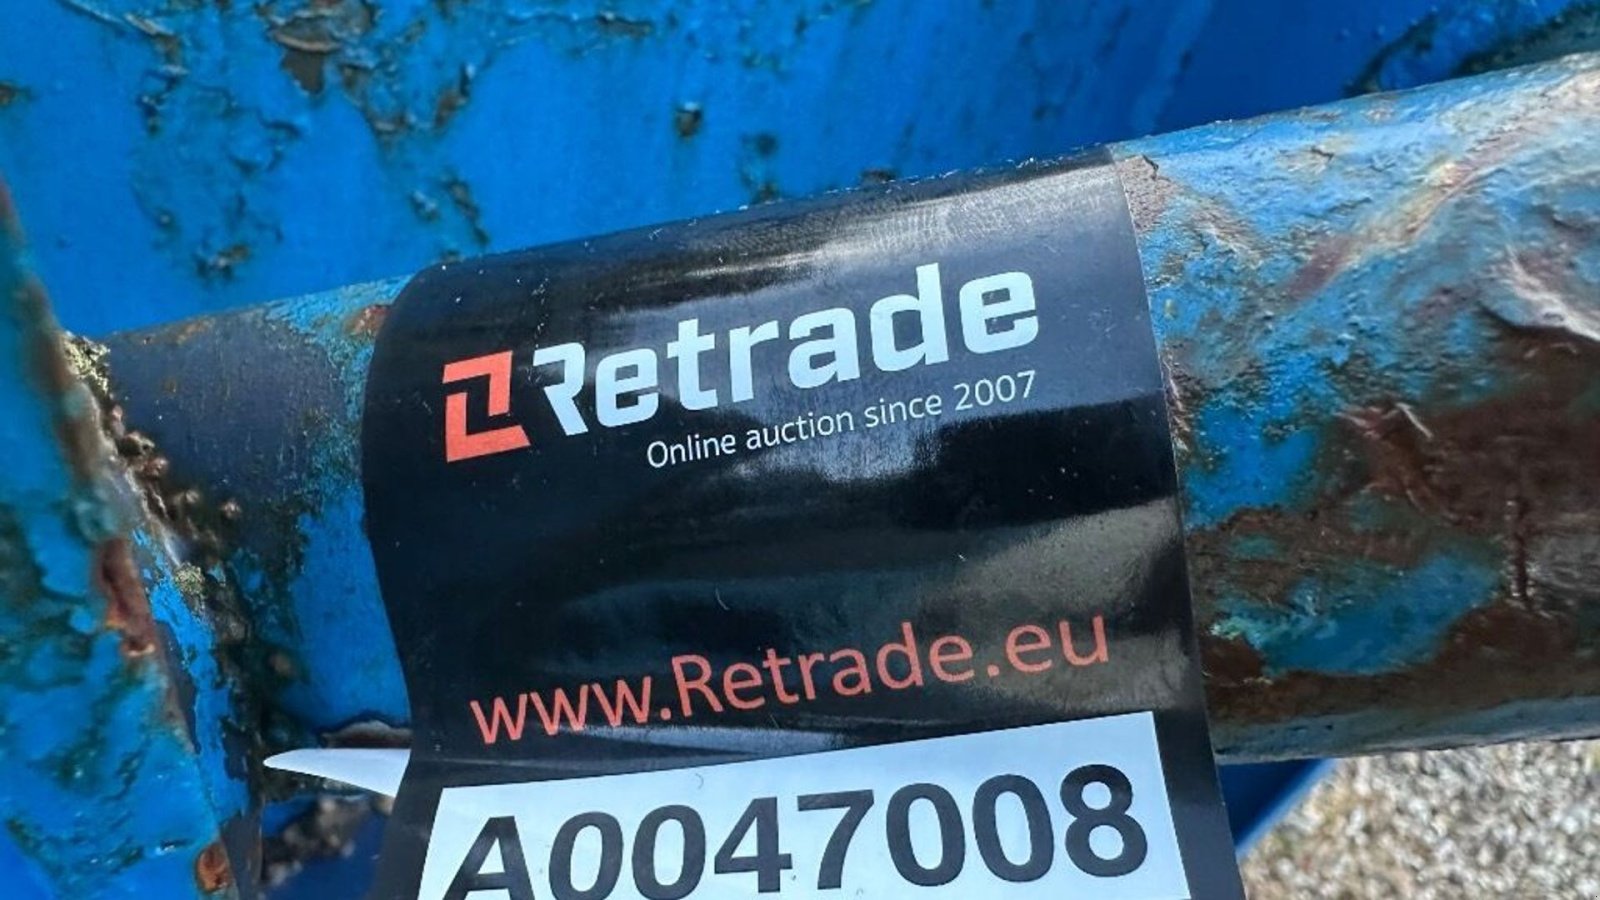 Retrade
Online auction since 2007
www.Retrade.eu
A0047008